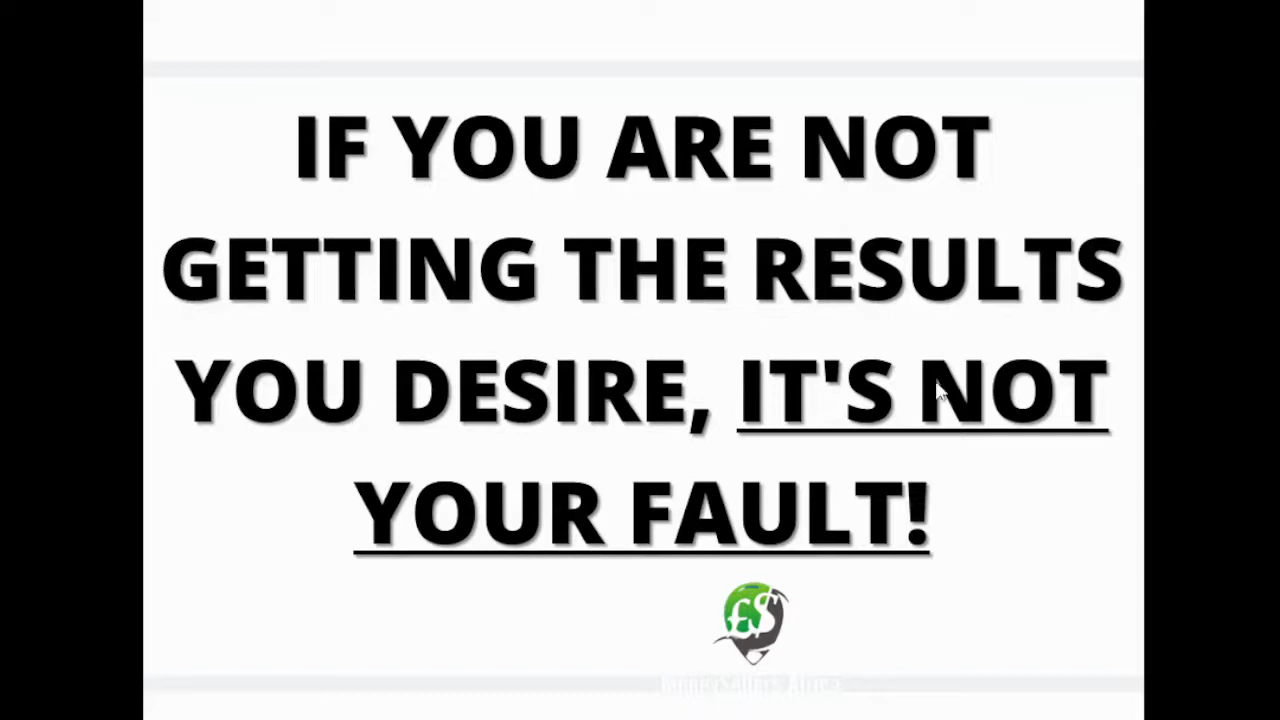 IF YOU ARE NOT
GETTING THE RESULTS
YOU DESIRE, IT'S NOT
YOUR FAULT!
£$